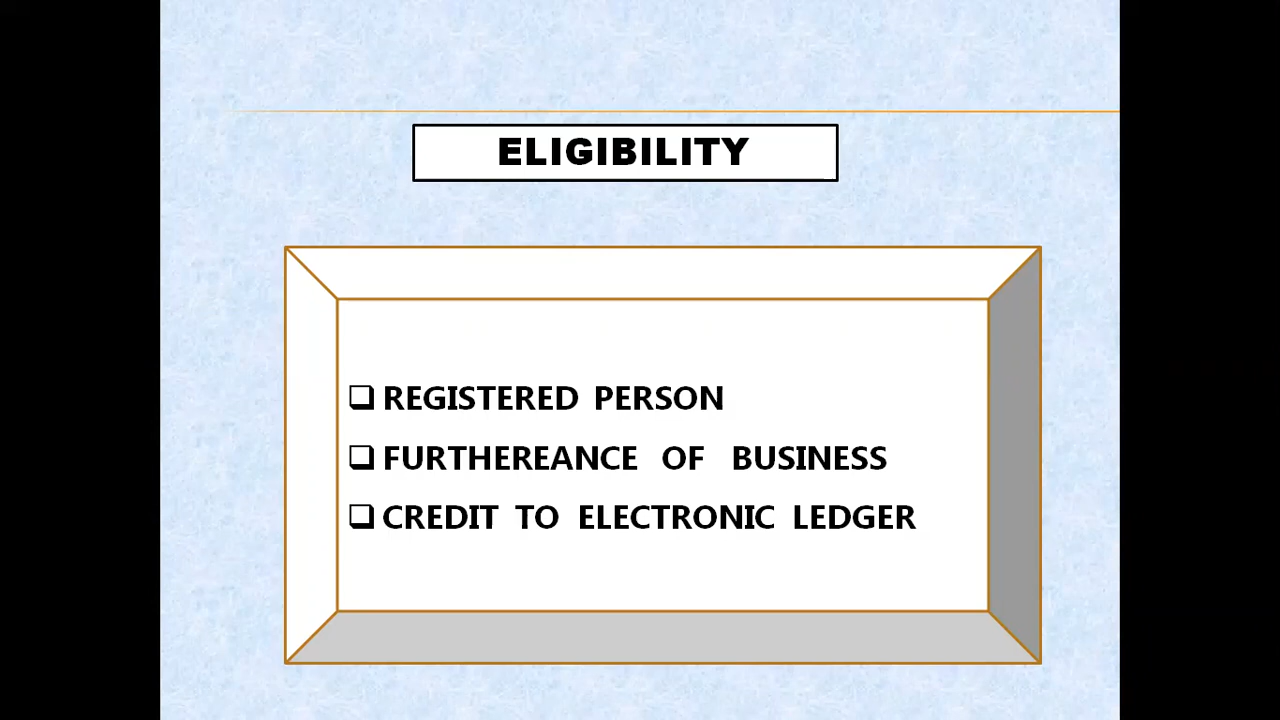 ELIGIBILITY
❑ REGISTERED PERSON
❑ FURTHEREANCE OF BUSINESS
❑ CREDIT TO ELECTRONIC LEDGER